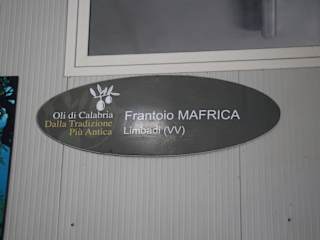 Oli di Calabria
Dalla Tradizione
Più Antica
Frantoio MAFRICA
Limbadi (VV)